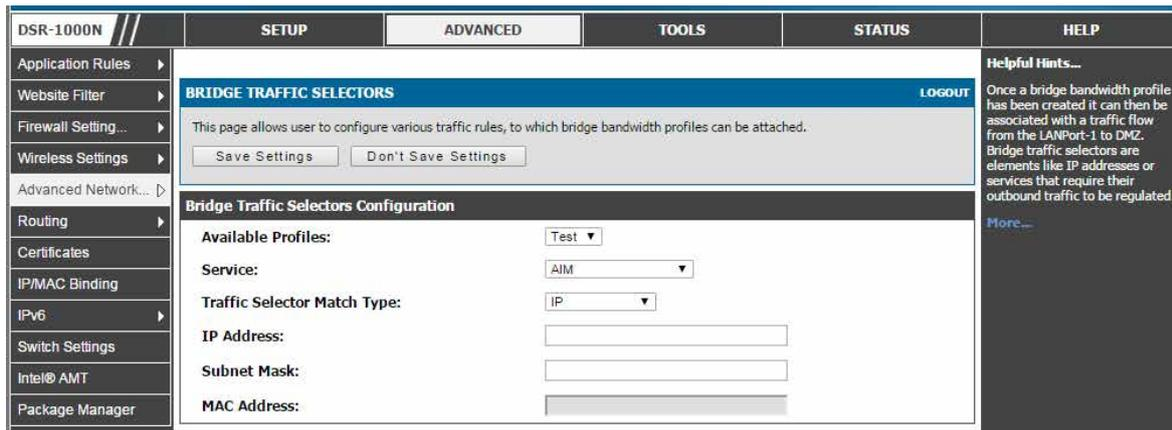 DSR-1000N
SETUP
ADVANCED
TOOLS
STATUS
HELP
Application Rules
Website Filter
Firewall Setting...
Wireless Settings
Advanced Network...
Routing
Certificates
IP/MAC Binding
IPv6
Switch Settings
Intel® AMT
Package Manager
BRIDGE TRAFFIC SELECTORS
LOGOUT
This page allows user to configure various traffic rules, to which bridge bandwidth profiles can be attached.
Save Settings
Don't Save Settings
Bridge Traffic Selectors Configuration
Available Profiles:
Test
Service:
AIM
Traffic Selector Match Type:
IP
IP Address:
Subnet Mask:
MAC Address:
Helpful Hints...
Once a bridge bandwidth profile
has been created it can then be
associated with a traffic flow
from the LANPort-1 to DMZ.
Bridge traffic selectors are
elements like IP addresses or
services that require their
outbound traffic to be regulated
More...